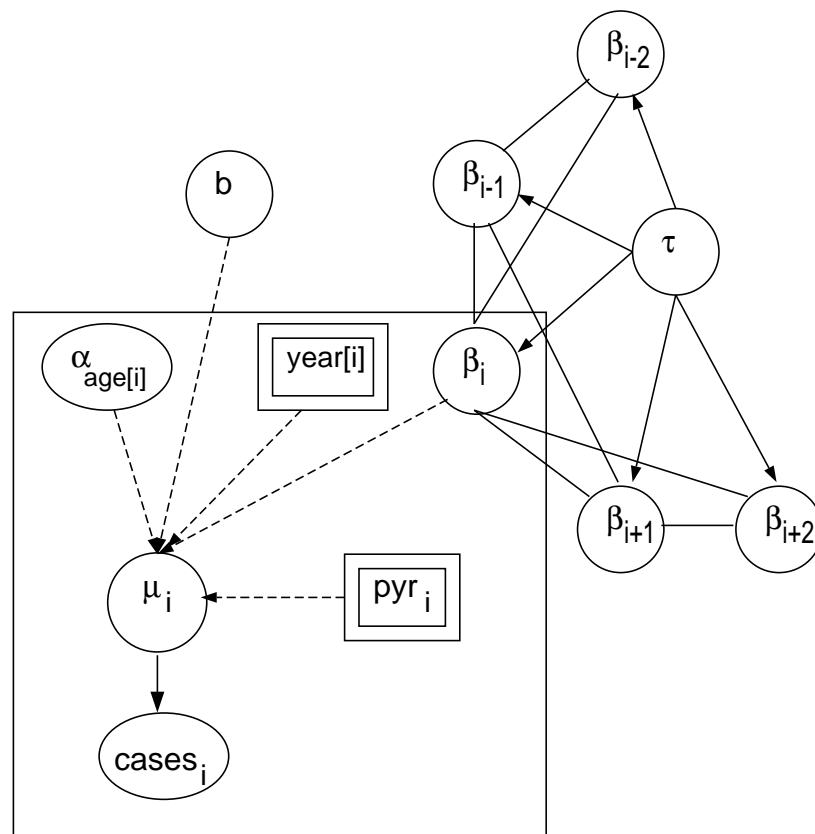 β_{i-2}
β_{i-1}
b
τ
α_{age[i]}
year[i]
β_i
β_{i+1}
β_{i+2}
μ_i
pyr_i
cases_i